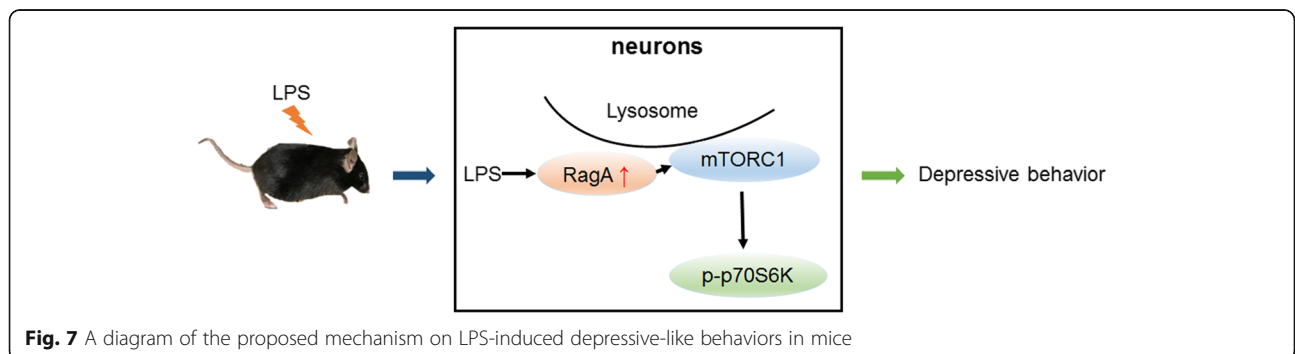 neurons
LPS
Lysosome
LPS
RagA ↑
mTORC1
Depressive behavior
p-p70S6K
Fig. 7 A diagram of the proposed mechanism on LPS-induced depressive-like behaviors in mice